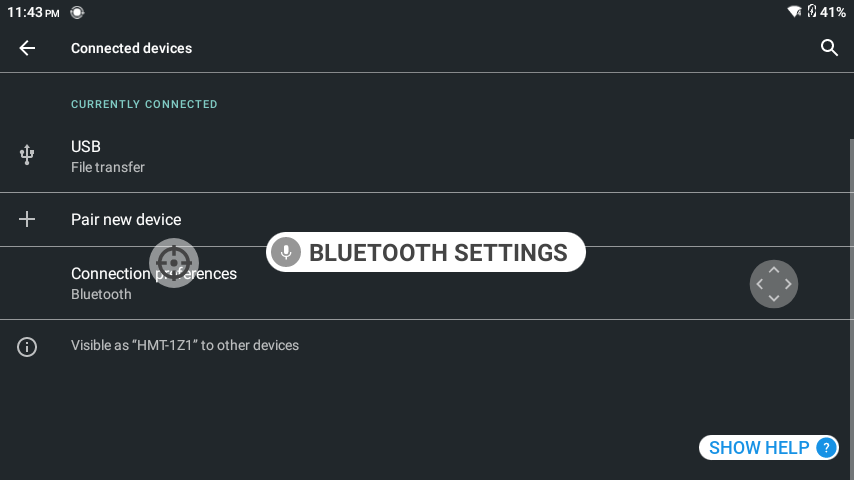 11:43 PM 41%
Connected devices
CURRENTLY CONNECTED
USB
File transfer
Pair new device
BLUETOOTH SETTINGS
Connection preferences
Bluetooth
Visible as “HMT-1Z1” to other devices
SHOW HELP ?